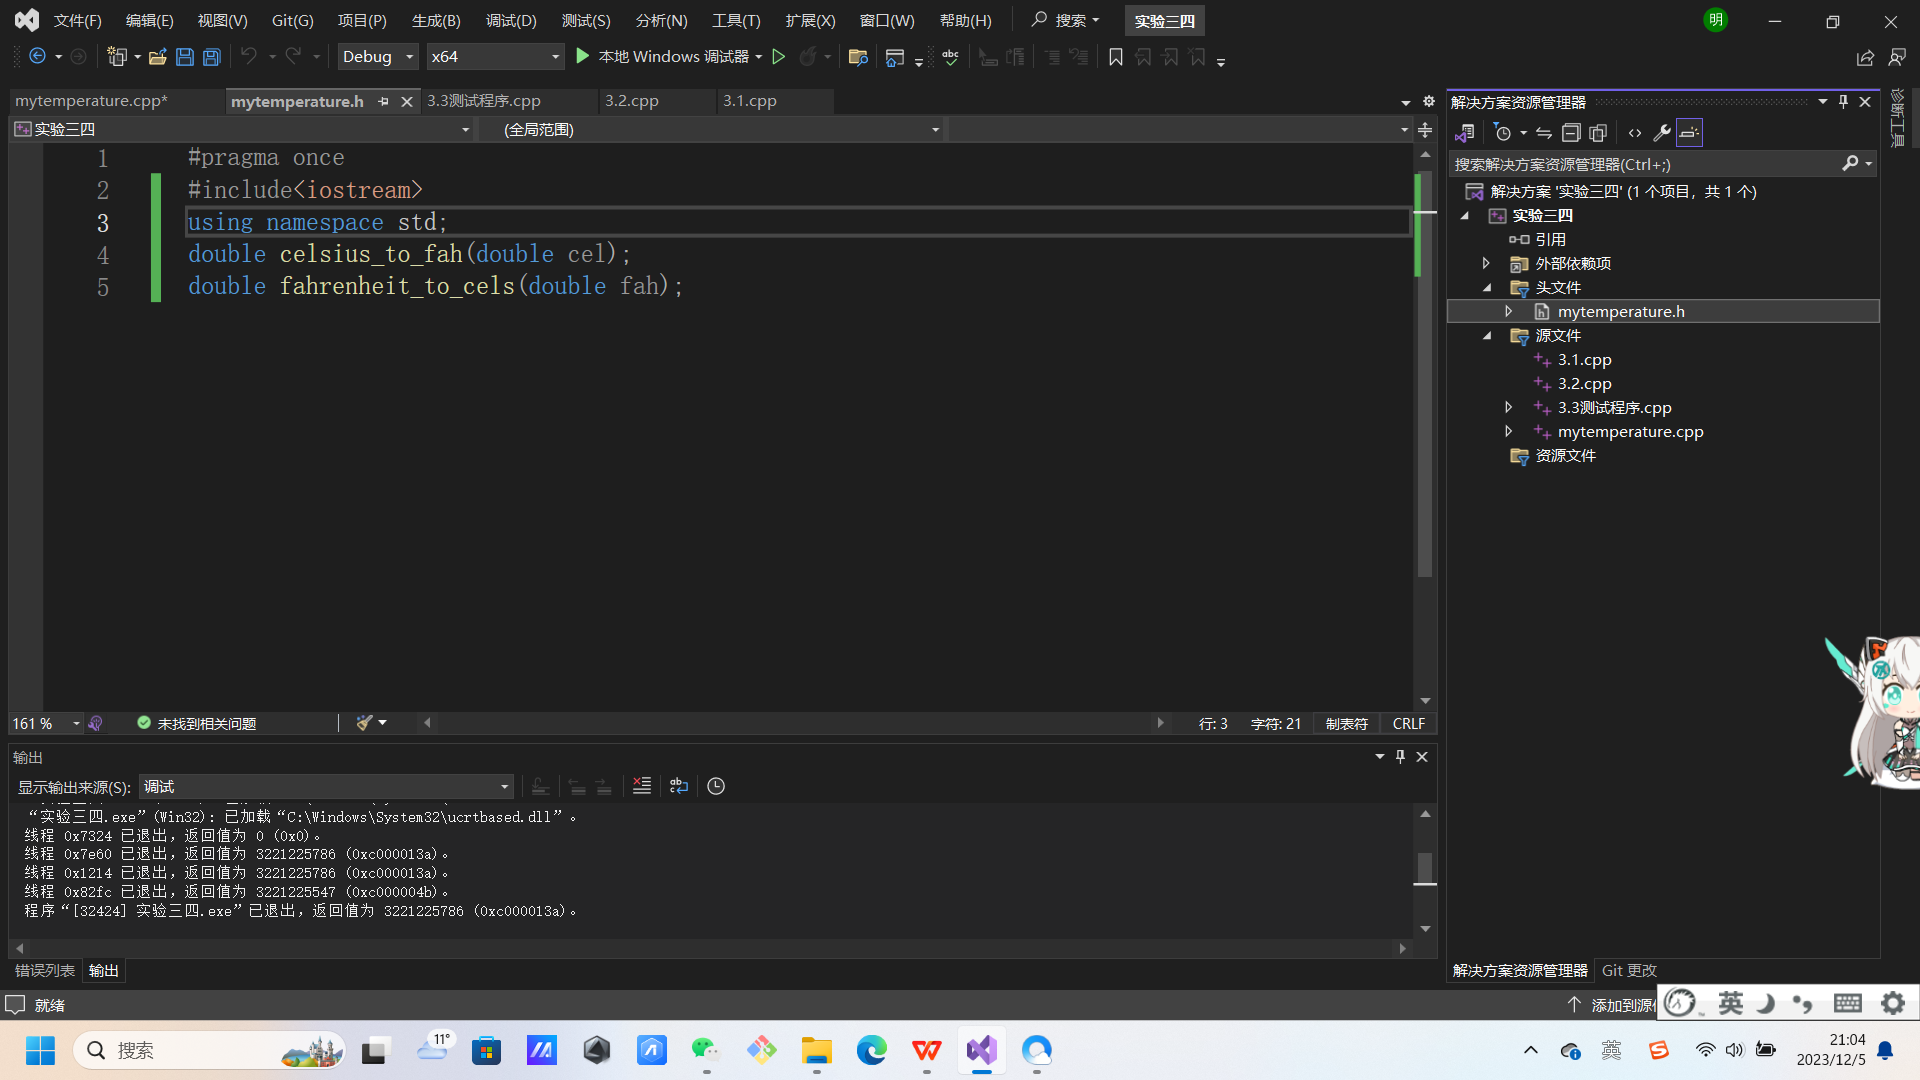 文件(F) 编辑(E) 视图(V) Git(G) 项目(P) 生成(B) 调试(D) 测试(S) 分析(N) 工具(T) 扩展(X) 窗口(W) 帮助(H) 搜索 实验三四 明
Debug x64 本地 Windows 调试器
mytemperature.cpp* mytemperature.h 3.3测试程序.cpp 3.2.cpp 3.1.cpp
实验三四 (全局范围)
1 #pragma once
2 #include<iostream>
3 using namespace std;
4 double celsius_to_fah(double cel);
5 double fahrenheit_to_cels(double fah);
161 % 未找到相关问题 行: 3 字符: 21 制表符 CRLF
输出
显示输出来源(S): 调试
“实验三四.exe”(Win32): 已加载“C:\Windows\System32\ucrtbased.dll”。
线程 0x7324 已退出，返回值为 0 (0x0)。
线程 0x7e60 已退出，返回值为 3221225786 (0xc000013a)。
线程 0x1214 已退出，返回值为 3221225786 (0xc000013a)。
线程 0x82fc 已退出，返回值为 3221225547 (0xc000004b)。
程序“[32424] 实验三四.exe”已退出，返回值为 3221225786 (0xc000013a)。
错误列表 输出
解决方案资源管理器
搜索解决方案资源管理器(Ctrl+;)
解决方案 '实验三四' (1 个项目，共 1 个)
实验三四
引用
外部依赖项
头文件
mytemperature.h
源文件
3.1.cpp
3.2.cpp
3.3测试程序.cpp
mytemperature.cpp
资源文件
解决方案资源管理器 Git 更改
诊断工具
就绪 添加到源
英
搜索 11° 英 21:04
2023/12/5